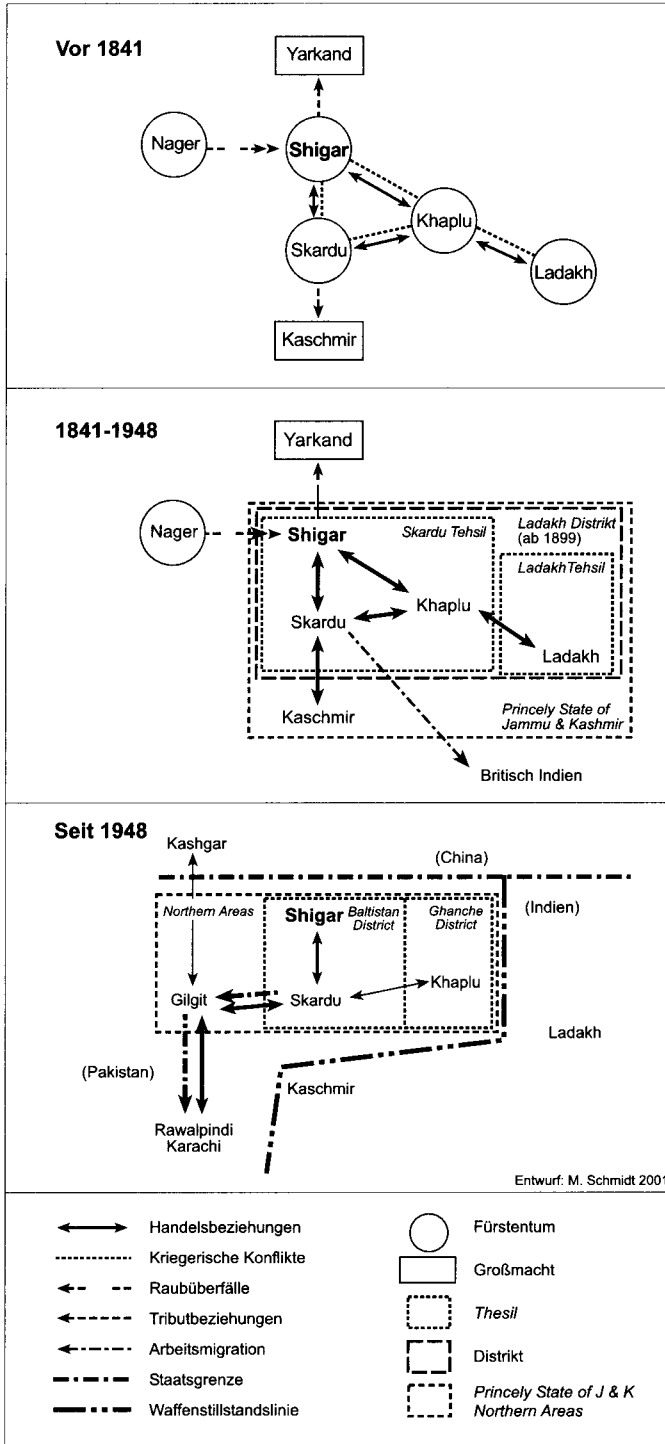 Vor 1841
Yarkand
Nager
Shigar
Khaplu
Skardu
Ladakh
Kaschmir
1841-1948
Yarkand
Nager
Shigar
Skardu Tehsil
Ladakh Distrikt
(ab 1899)
Ladakh Tehsil
Khaplu
Skardu
Ladakh
Kaschmir
Princely State of
Jammu & Kashmir
Britisch Indien
Seit 1948
Kashgar
(China)
(Indien)
Northern Areas
Shigar
Baltistan
District
Ghanche
District
Gilgit
Skardu
Khaplu
Ladakh
(Pakistan)
Kaschmir
Rawalpindi
Karachi
Entwurf: M. Schmidt 2001
Handelsbeziehungen
Kriegerische Konflikte
Raubüberfälle
Tributbeziehungen
Arbeitsmigration
Staatsgrenze
Waffenstillstandslinie
Fürstentum
Großmacht
Thesil
Distrikt
Princely State of J & K
Northern Areas